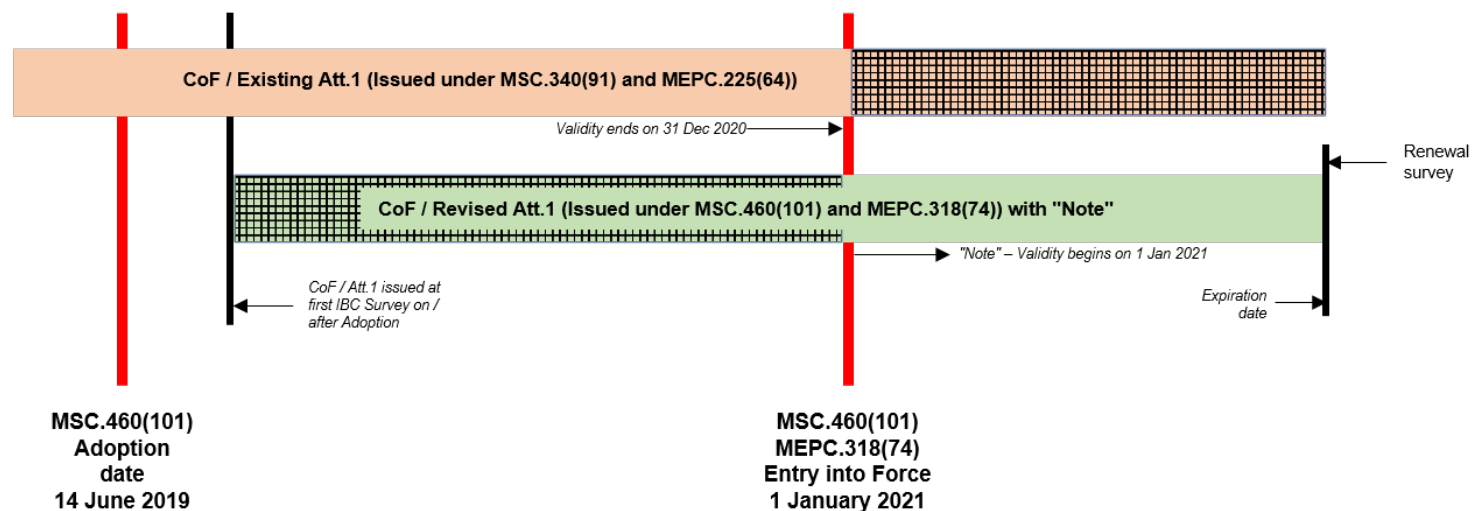 CoF / Existing Att.1 (Issued under MSC.340(91) and MEPC.225(64))
Validity ends on 31 Dec 2020
Renewal
survey
CoF / Revised Att.1 (Issued under MSC.460(101) and MEPC.318(74)) with "Note"
"Note" – Validity begins on 1 Jan 2021
CoF / Att.1 issued at
first IBC Survey on /
after Adoption
Expiration
date
MSC.460(101)
Adoption
date
14 June 2019
MSC.460(101)
MEPC.318(74)
Entry into Force
1 January 2021